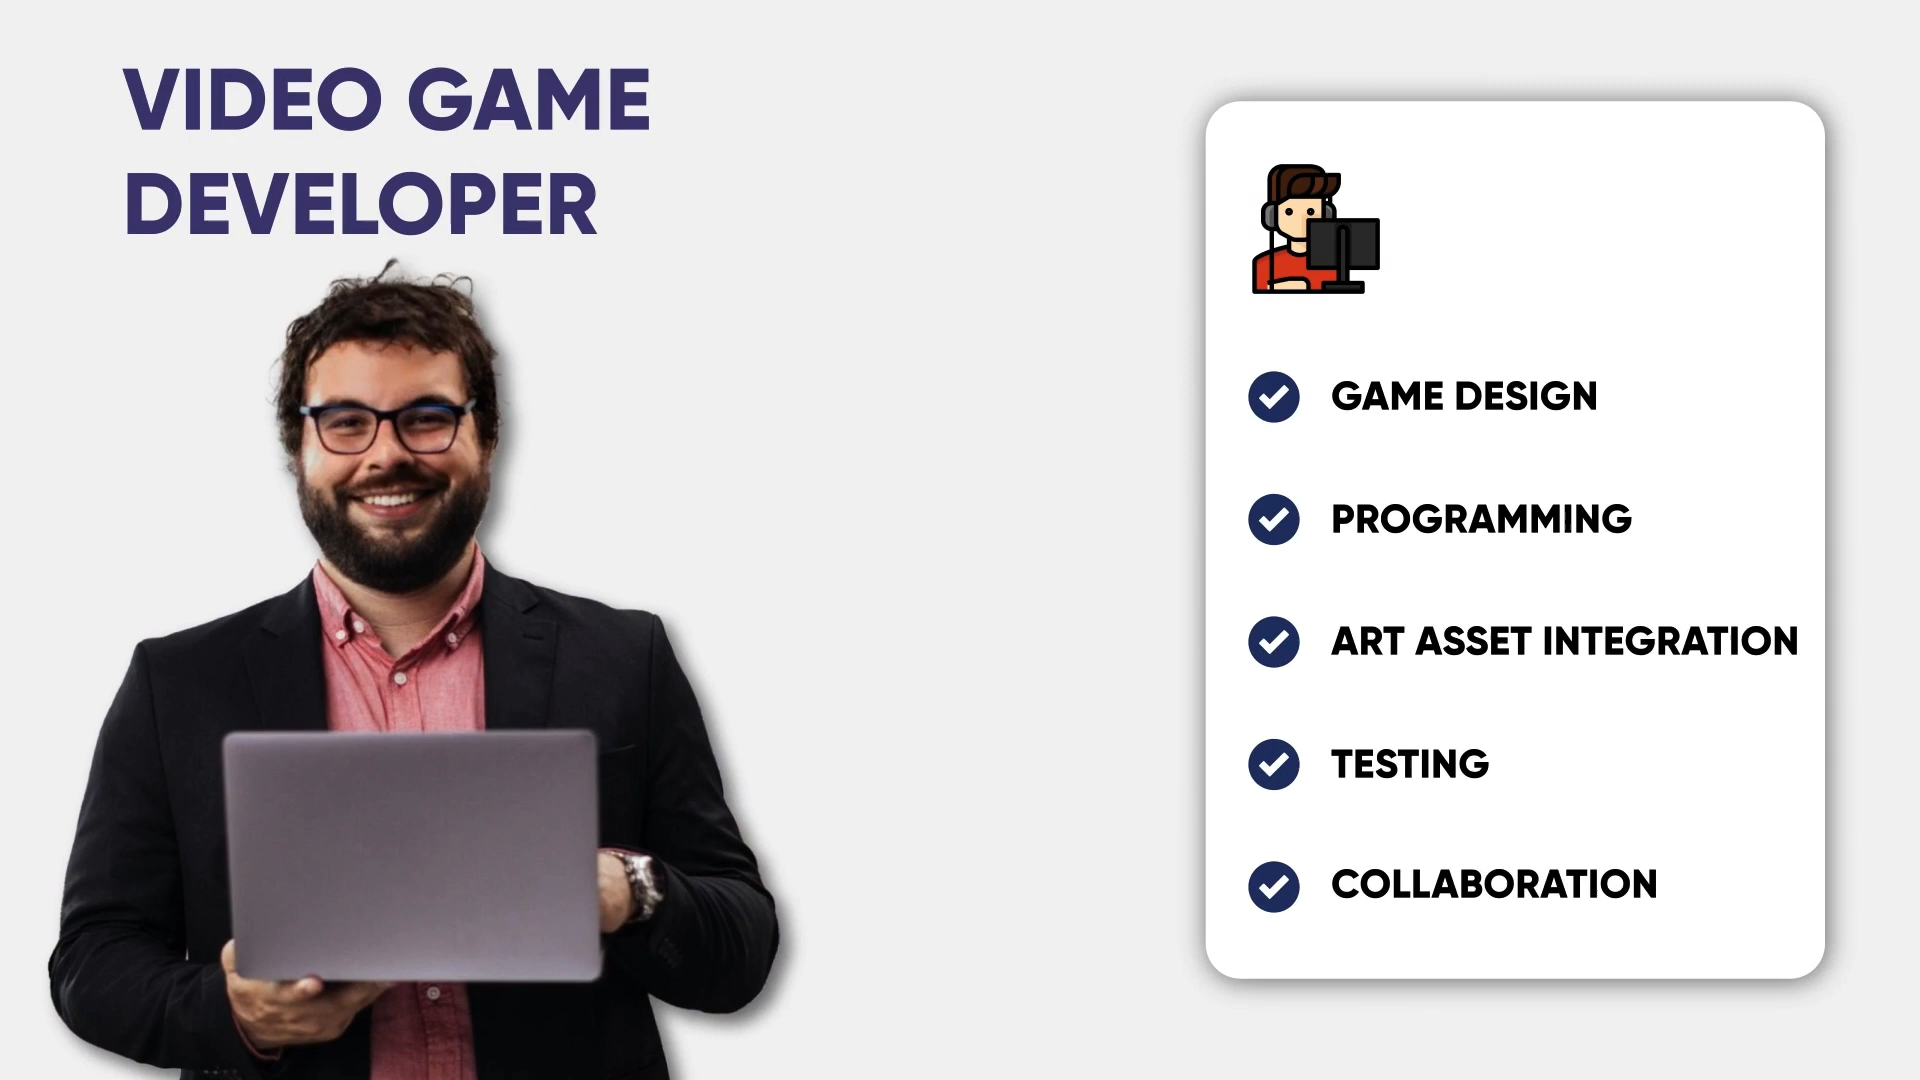 VIDEO GAME
DEVELOPER
GAME DESIGN
PROGRAMMING
ART ASSET INTEGRATION
TESTING
COLLABORATION